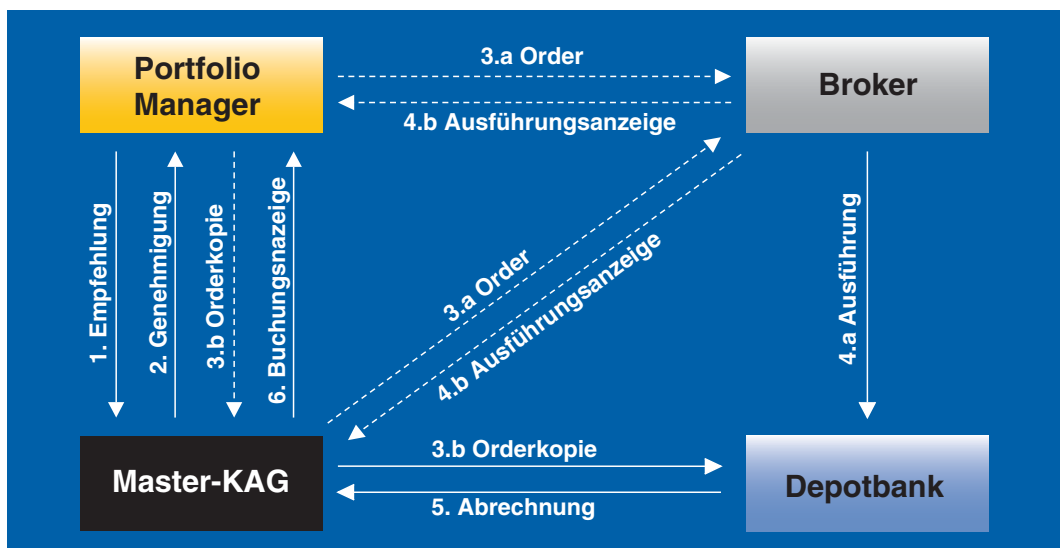 Portfolio
Manager
3.a Order
4.b Ausführungsanzeige
Broker
1. Empfehlung
2. Genehmigung
3.b Orderkopie
6. Buchungsnazeige
3.a Order
4.b Ausführungsanzeige
4.a Ausführung
Master-KAG
3.b Orderkopie
5. Abrechnung
Depotbank